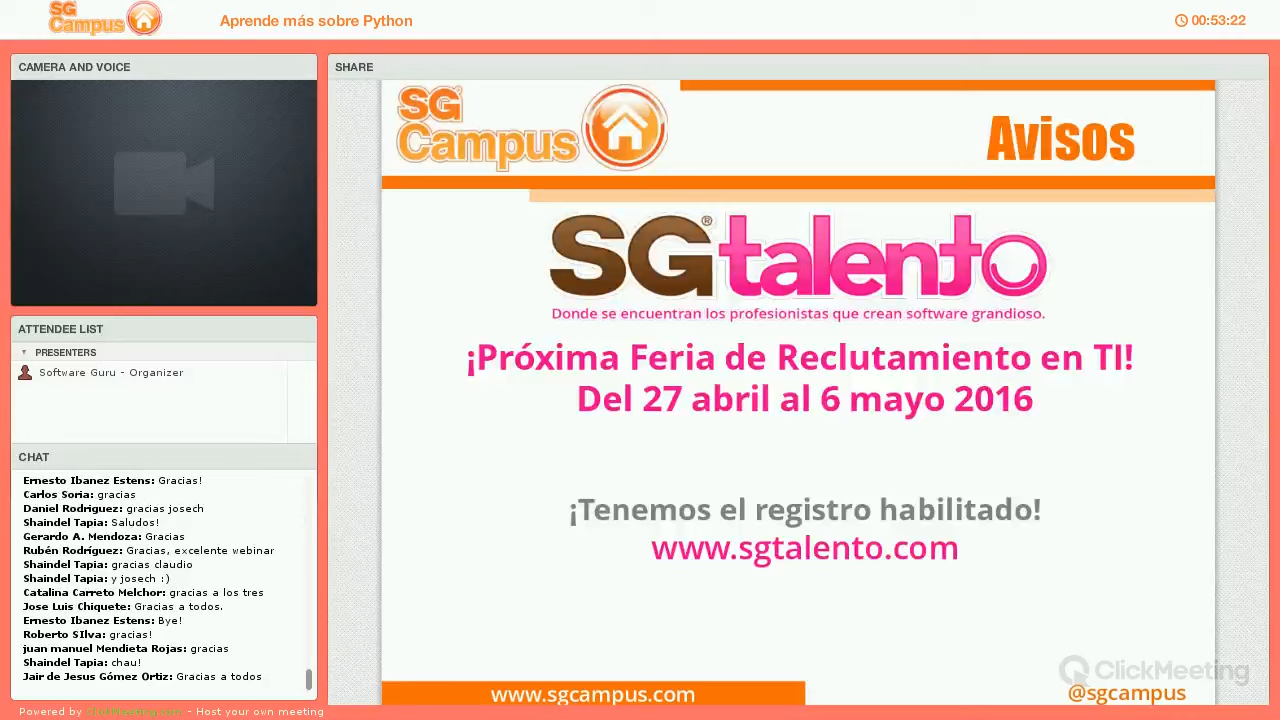 SG
Campus
Aprende más sobre Python
00:53:22
CAMERA AND VOICE
ATTENDEE LIST
PRESENTERS
Software Guru - Organizer
CHAT
Ernesto Ibanez Estens: Gracias!
Carlos Soria: gracias
Daniel Rodriguez: gracias josech
Shaindel Tapia: Saludos!
Gerardo A. Mendoza: Gracias
Rubén Rodríguez: Gracias, excelente webinar
Shaindel Tapia: gracias claudio
Shaindel Tapia: y josech :)
Catalina Carreto Melchor: gracias a los tres
Jose Luis Chiquete: Gracias a todos.
Ernesto Ibanez Estens: Bye!
Roberto SIlva: gracias!
juan manuel Mendieta Rojas: gracias
Shaindel Tapia: chau!
Jair de Jesus Gómez Ortiz: Gracias a todos
Powered by ClickMeeting.com - Host your own meeting
SHARE
SG
Campus
Avisos
SG®talento
Donde se encuentran los profesionistas que crean software grandioso.
¡Próxima Feria de Reclutamiento en TI!
Del 27 abril al 6 mayo 2016
¡Tenemos el registro habilitado!
www.sgtalento.com
ClickMeeting
www.sgcampus.com
@sgcampus